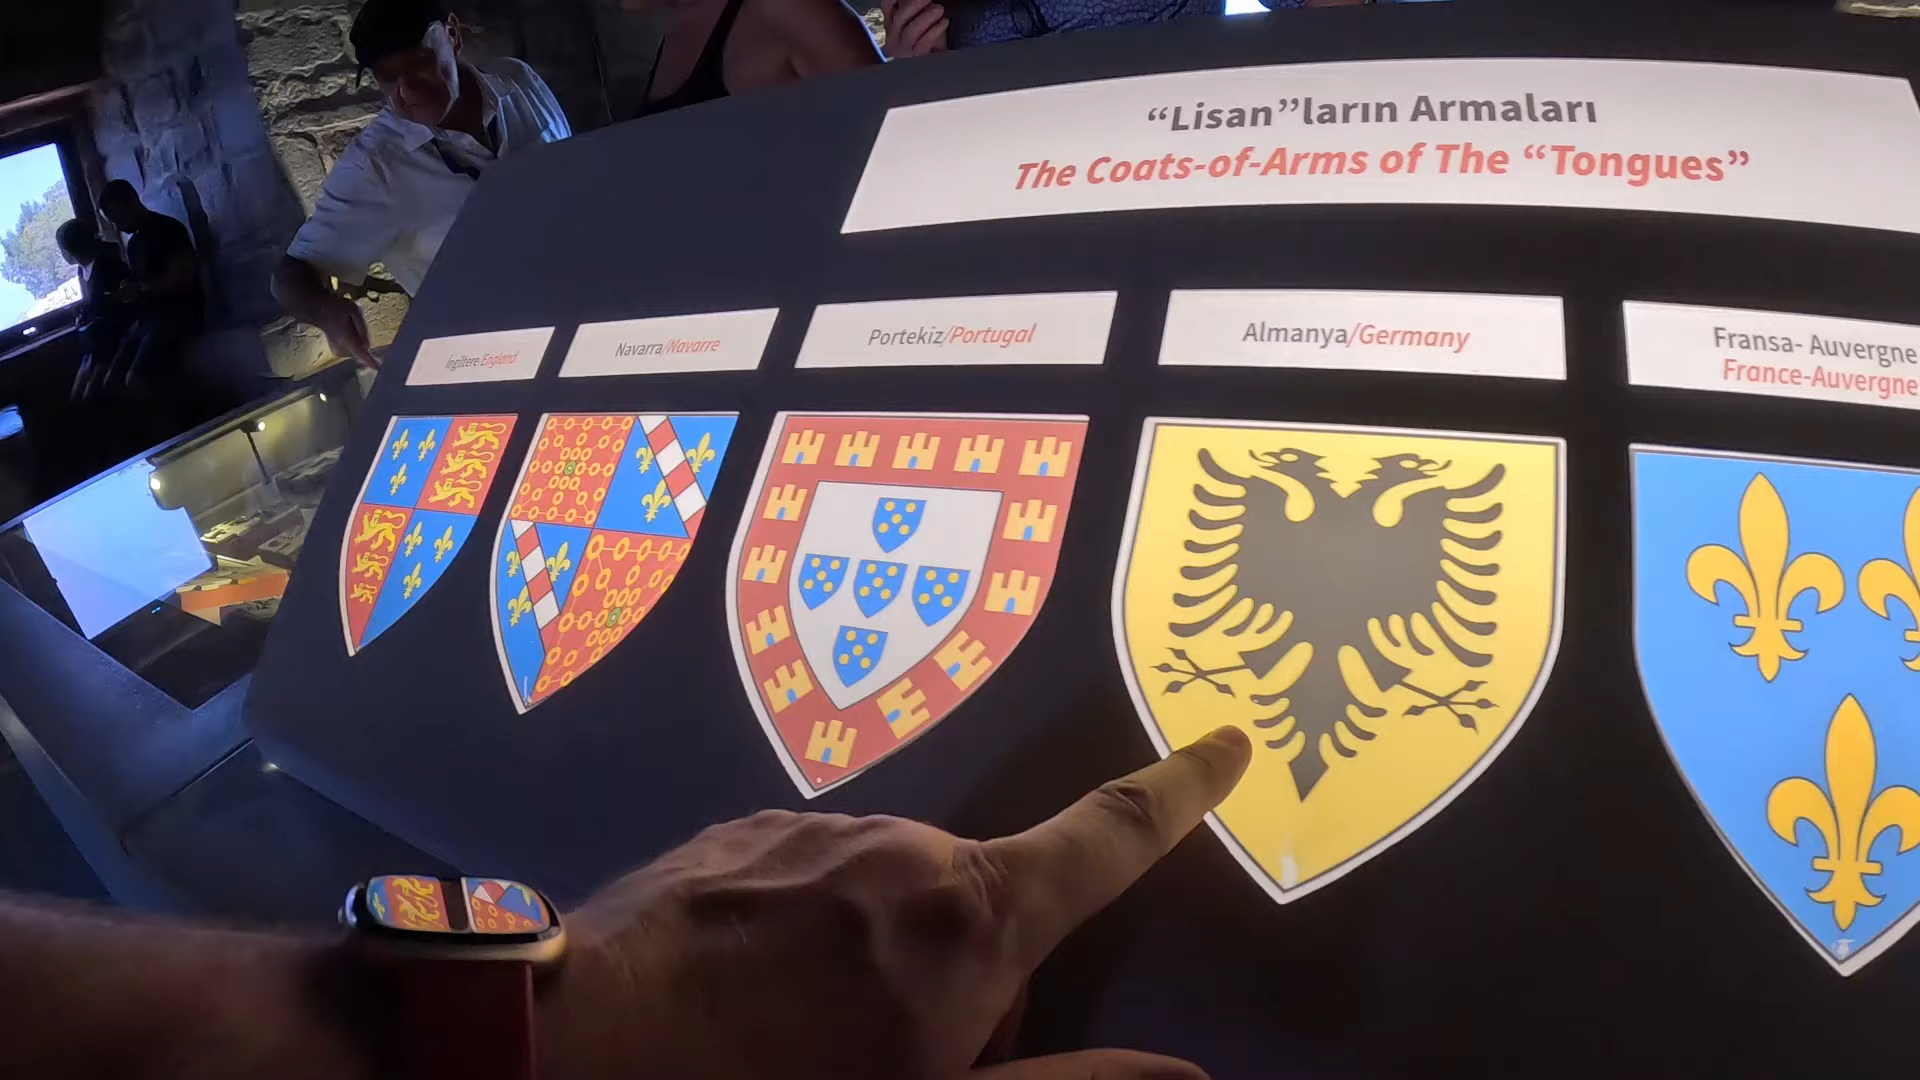 “Lisan”ların Armaları
The Coats-of-Arms of The “Tongues”
İngiltere/England
Navarra/Navarre
Portekiz/Portugal
Almanya/Germany
Fransa- Auvergne
France-Auvergne